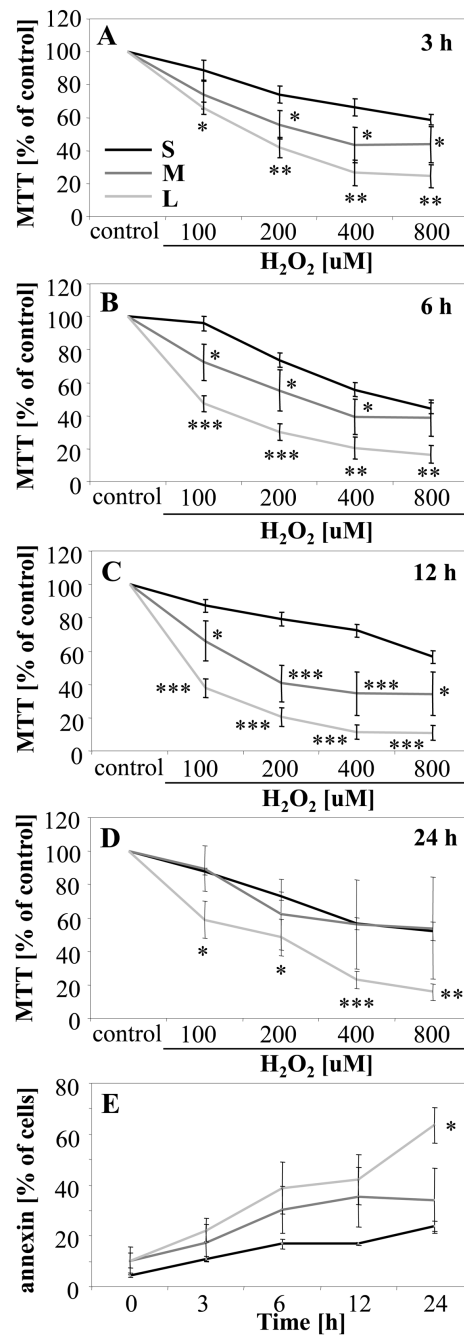 A 3 h
120
100
80
60
40
20
0
MTT [% of control]
S
M
L
* * * *
** ** **
control 100 200 400 800
H₂O₂ [uM]
B 6 h
120
100
80
60
40
20
0
MTT [% of control]
* * *
*** *** ** **
control 100 200 400 800
H₂O₂ [uM]
C 12 h
120
100
80
60
40
20
0
MTT [% of control]
* *** *** *
*** *** *** ***
control 100 200 400 800
H₂O₂ [uM]
D 24 h
120
100
80
60
40
20
0
MTT [% of control]
* * *** **
control 100 200 400 800
H₂O₂ [uM]
E
80
60
40
20
0
annexin [% of cells]
*
0 3 6 12 24
Time [h]